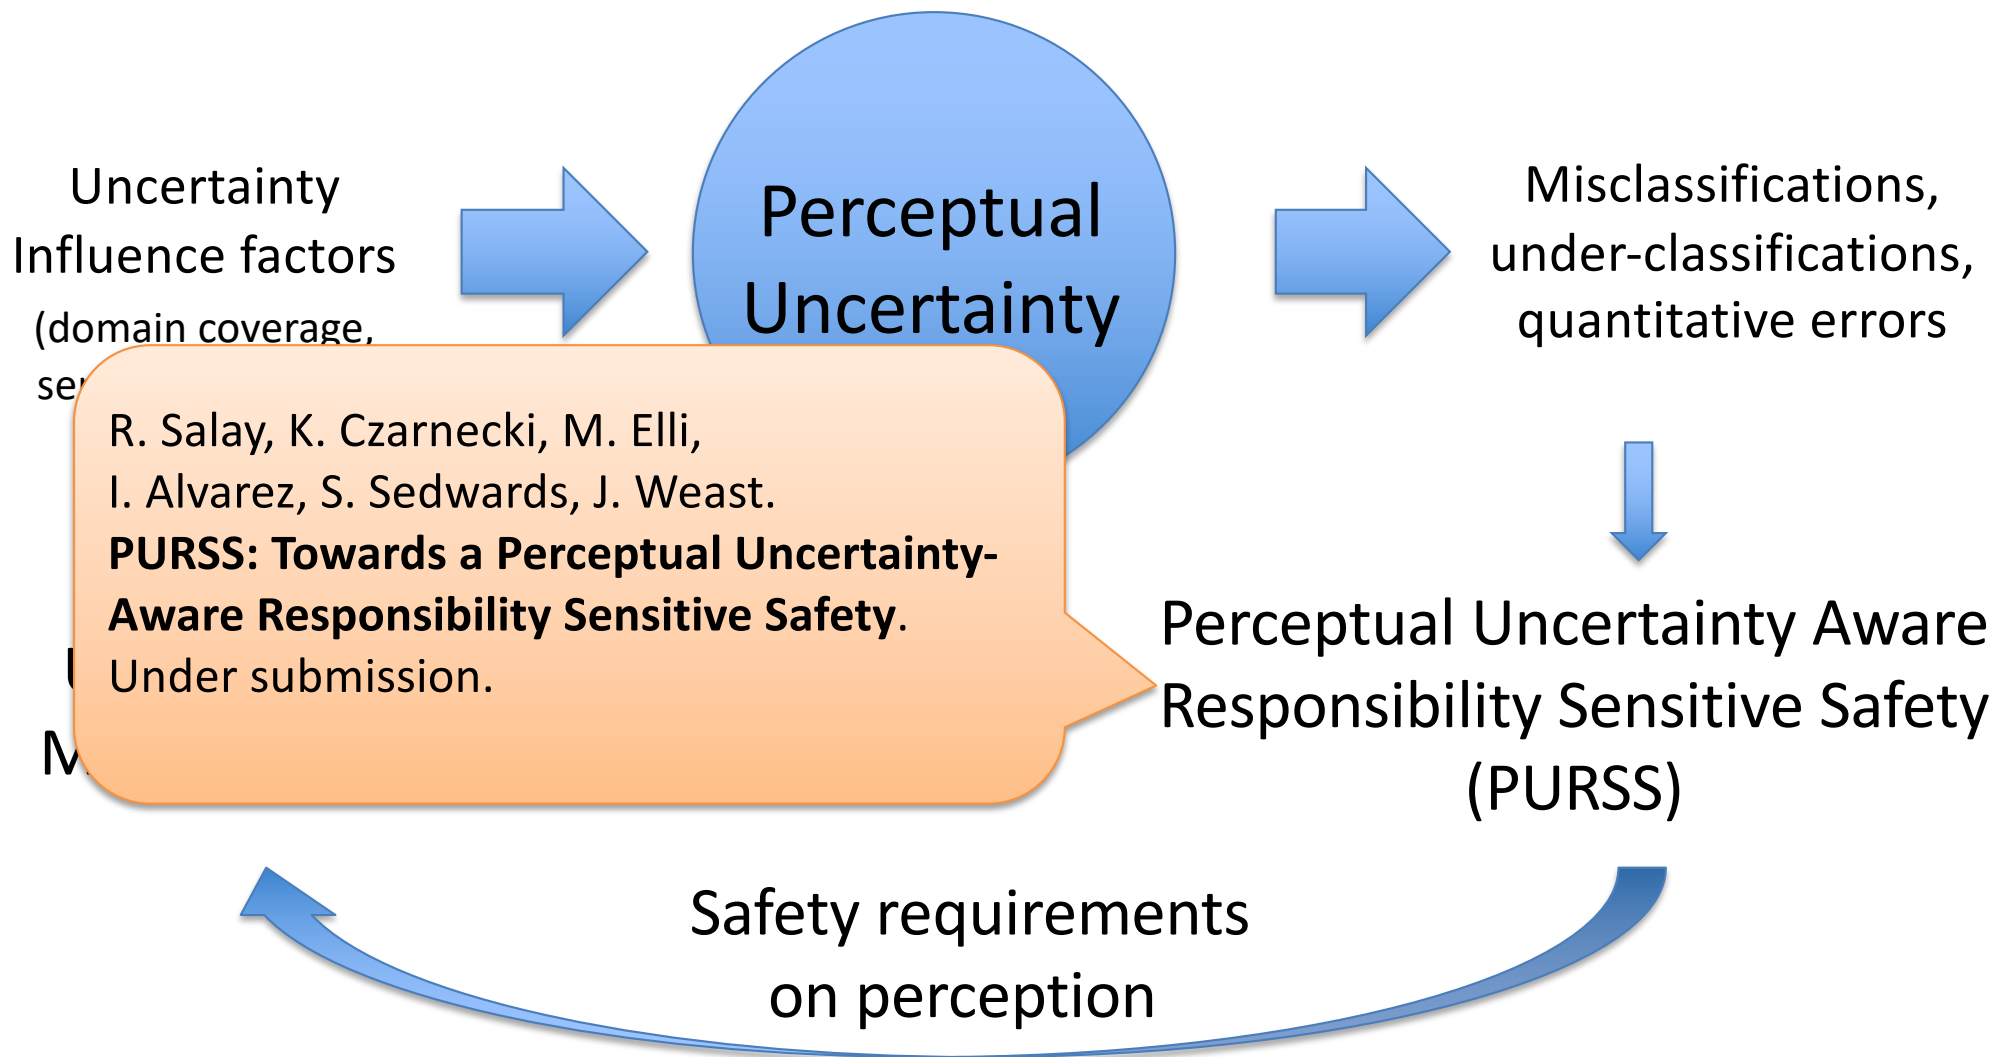 Uncertainty
Influence factors
(domain coverage,
Perceptual
Uncertainty
Misclassifications,
under-classifications,
quantitative errors
R. Salay, K. Czarnecki, M. Elli,
I. Alvarez, S. Sedwards, J. Weast.
PURSS: Towards a Perceptual Uncertainty-
Aware Responsibility Sensitive Safety.
Under submission.
Perceptual Uncertainty Aware
Responsibility Sensitive Safety
(PURSS)
Safety requirements
on perception